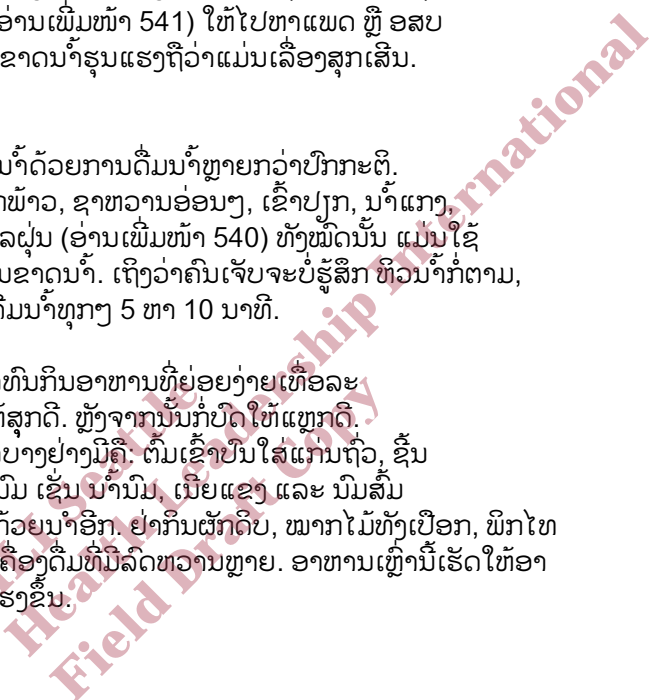 ອ່ານເພີ່ມໜ້າ 541) ໃຫ້ໄປຫາແພດ ຫຼື ອສບ
ຂາດນ້ຳຮຸນແຮງຖືວ່າແມ່ນເລື່ອງສຸກເສີນ.
ນ້ຳດ້ວຍການດື່ມນ້ຳຫຼາຍກວ່າປົກກະຕິ.
ກພ້າວ, ຊາຫວານອ່ອນໆ, ເຂົ້າປຽກ, ນ້ຳແກງ,
ລຝຸ່ນ (ອ່ານເພີ່ມໜ້າ 540) ທັງໝົດນັ້ນ ແມ່ນໃຊ້
ນຂາດນ້ຳ. ເຖິງວ່າຄົນເຈັບຈະບໍ່ຮູ້ສຶກ ຫິວນ້ຳກໍ່ຕາມ,
ດື່ມນ້ຳທຸກໆ 5 ຫາ 10 ນາທີ.
ທົນກິນອາຫານທີ່ຍ່ອຍງ່າຍເທື່ອລະ
ຫ້ສຸກດີ. ຫຼັງຈາກນັ້ນກໍ່ບົດໃຫ້ແຫຼກດີ.
ບາງຢ່າງມີຄື: ຕົ້ມເຂົ້າປົນໃສ່ແກ່ນຖົ່ວ, ຊີ້ນ
ນົມ ເຊັ່ນ ນ້ຳນົມ, ເນີຍແຂງ ແລະ ນົມສົ້ມ
ກ້ວຍນ້ຳອີກ. ຢ່າກິນຜັກດິບ, ໝາກໄມ້ທັງເປືອກ, ພິກໄທ
ຄື່ອງດື່ມທີ່ມີລົດຫວານຫຼາຍ. ອາຫານເຫຼົ່ານີ້ເຮັດໃຫ້ອາ
ຮງຂຶ້ນ.
HLI Seattle
Health Leadership International
Field Draft Copy